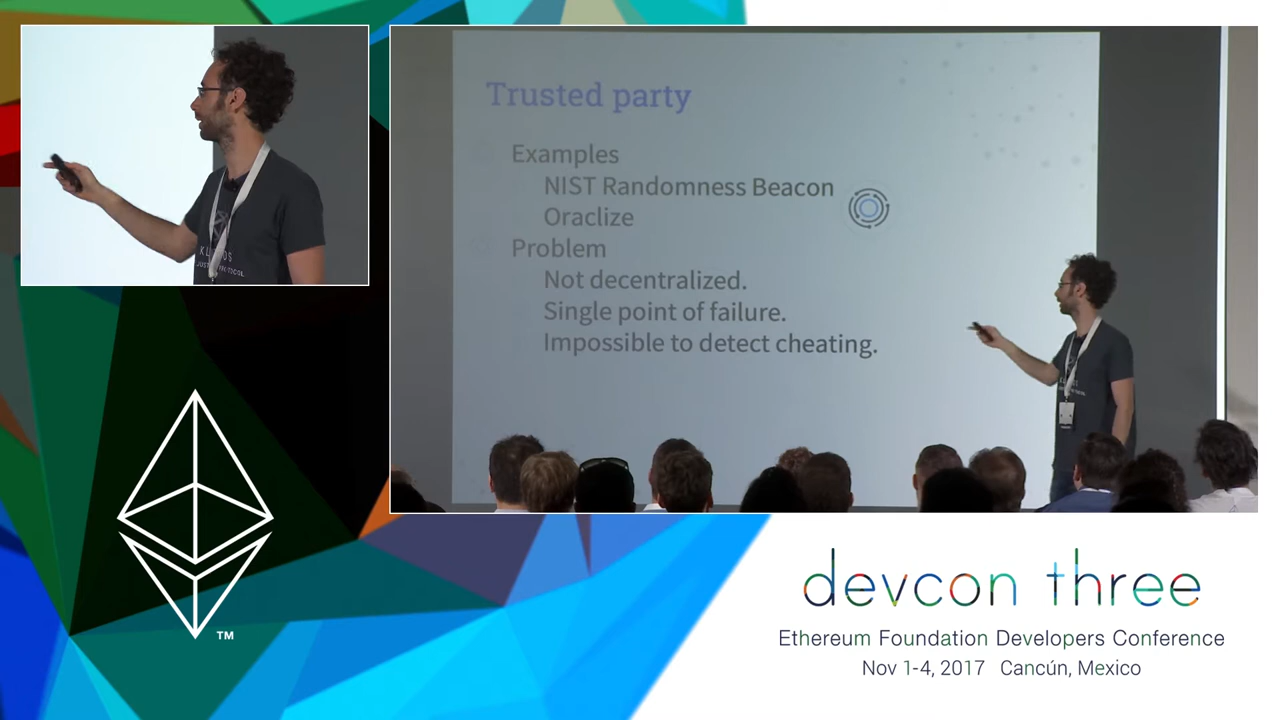 Trusted party
Examples
NIST Randomness Beacon
Oraclize
Problem
Not decentralized.
Single point of failure.
Impossible to detect cheating.
TM
devcon three
Ethereum Foundation Developers Conference
Nov 1-4, 2017 Cancún, Mexico